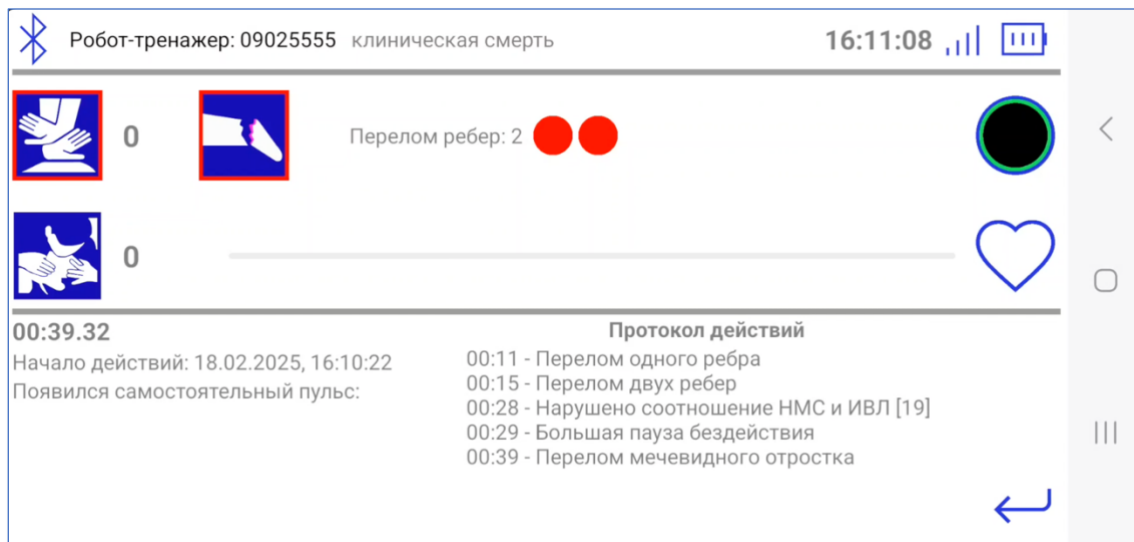 Робот-тренажер: 09025555 клиническая смерть 16:11:08
0 Перелом ребер: 2
0
00:39.32
Начало действий: 18.02.2025, 16:10:22
Появился самостоятельный пульс:
Протокол действий
00:11 - Перелом одного ребра
00:15 - Перелом двух ребер
00:28 - Нарушено соотношение НМС и ИВЛ [19]
00:29 - Большая пауза бездействия
00:39 - Перелом мечевидного отростка